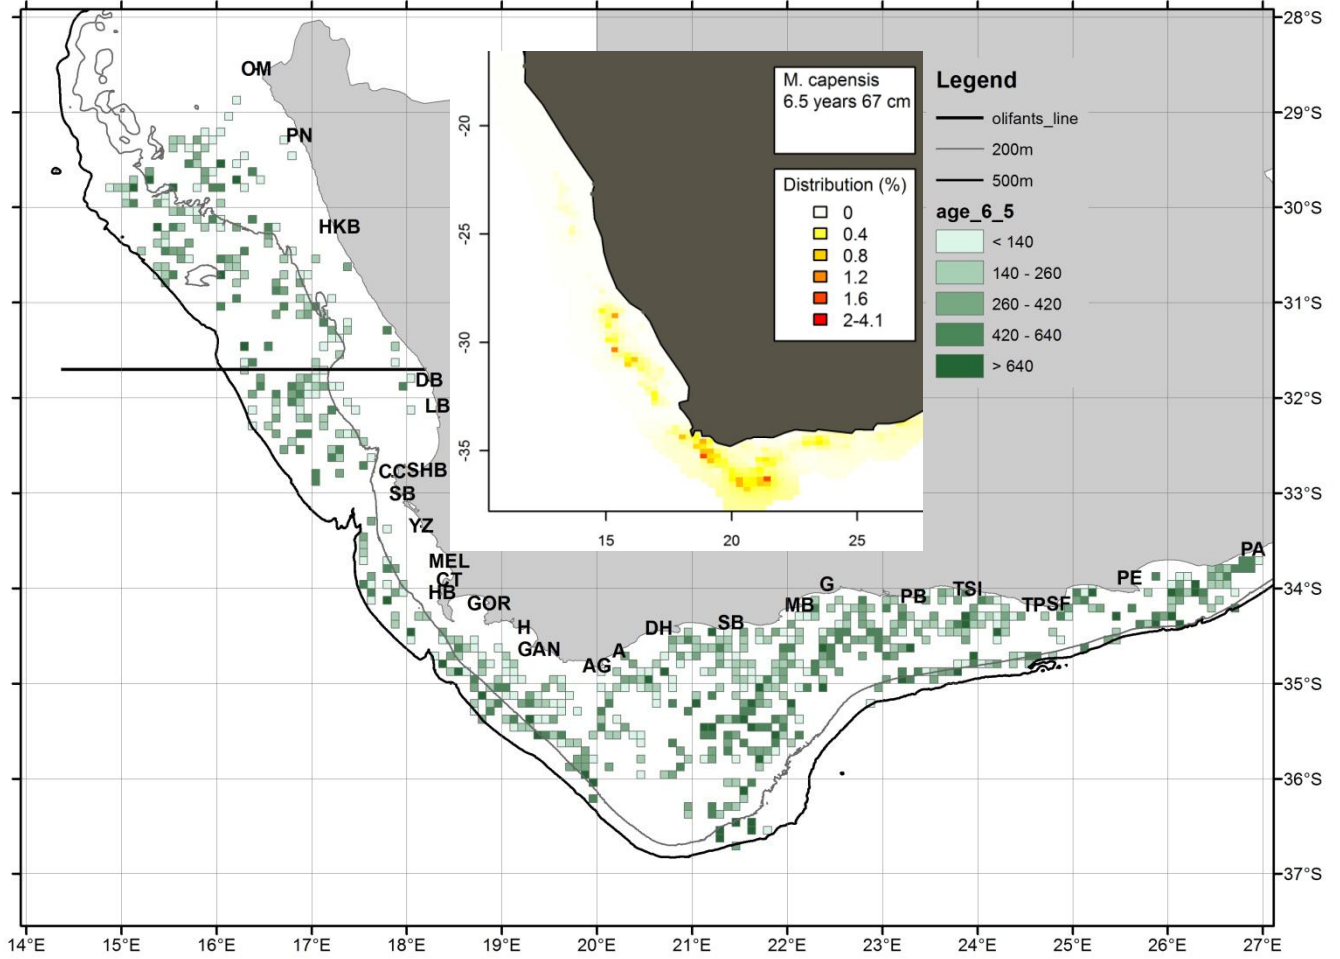 28°S
29°S
30°S
31°S
32°S
33°S
34°S
35°S
36°S
37°S
14°E
15°E
16°E
17°E
18°E
19°E
20°E
21°E
22°E
23°E
24°E
25°E
26°E
27°E
OM
PN
HKB
DB
LB
CCSHB
SB
YZ
MEL
CT
HB
GOR
H
GAN
AG
A
DH
SB
MB
G
PB
TSI
TPSF
PE
PA
M. capensis
6.5 years 67 cm
Distribution (%)
0
0.4
0.8
1.2
1.6
2-4.1
-20
-25
-30
-35
15
20
25
Legend
olifants_line
200m
500m
age_6_5
< 140
140 - 260
260 - 420
420 - 640
> 640